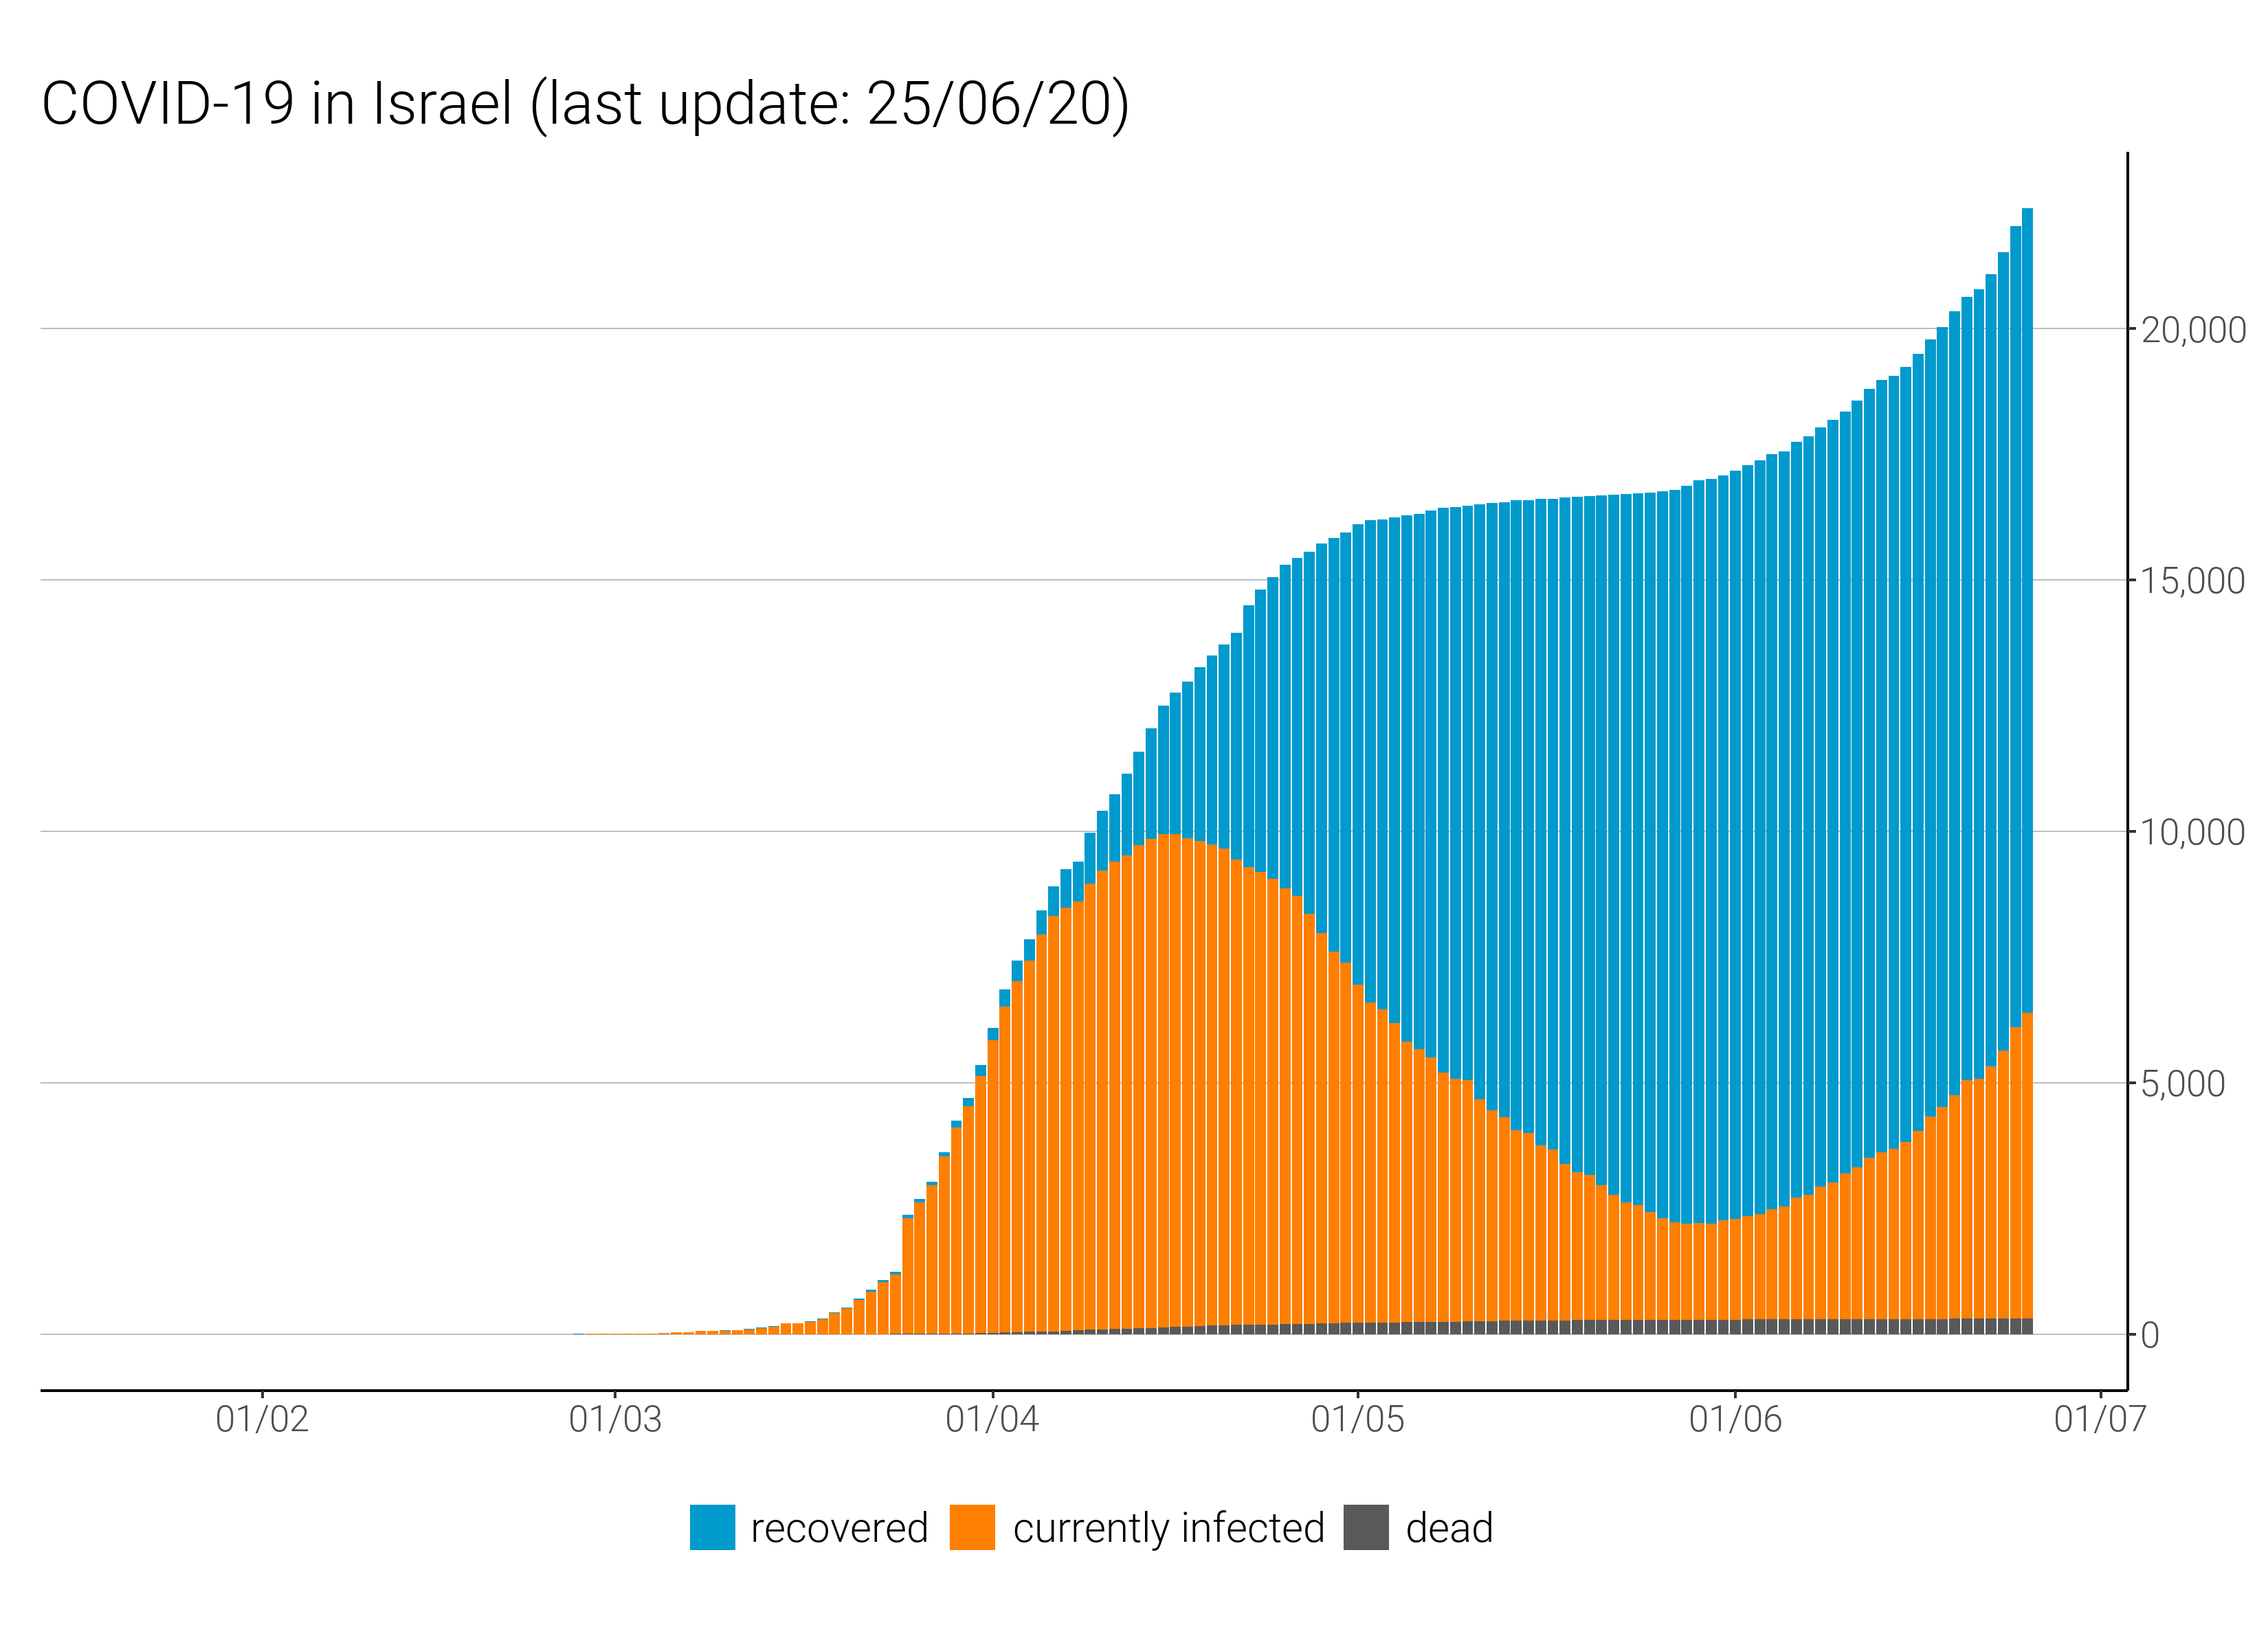 COVID-19 in Israel (last update: 25/06/20)
20,000
15,000
10,000
5,000
0
01/02 01/03 01/04 01/05 01/06 01/07
recovered currently infected dead